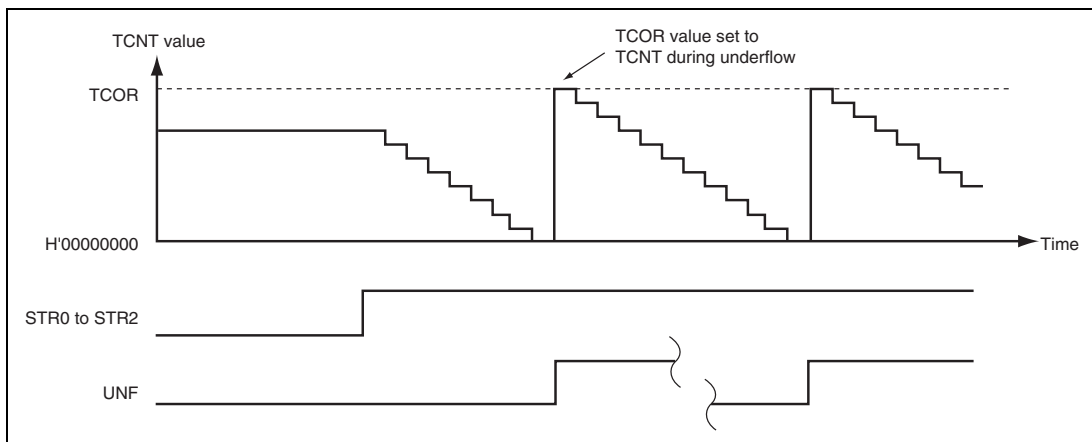 TCNT value
TCOR value set to
TCNT during underflow
TCOR
H'00000000
Time
STR0 to STR2
UNF